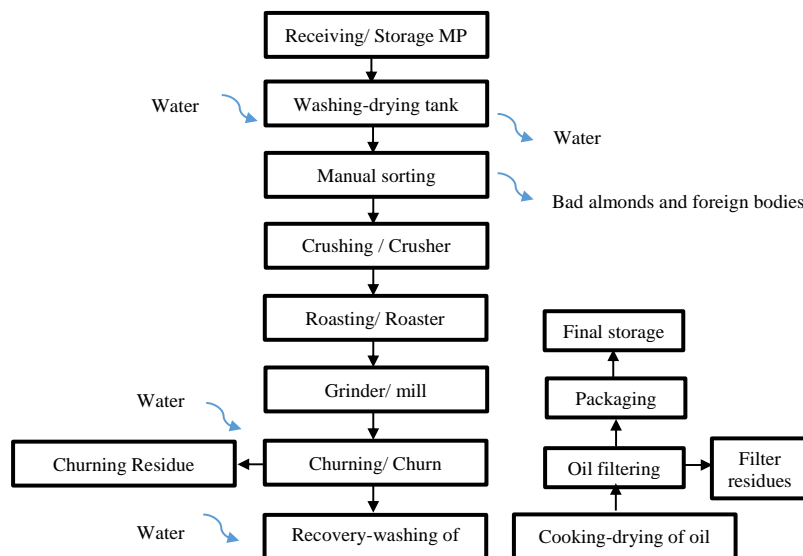 Receiving/ Storage MP
Water
Washing-drying tank
Water
Manual sorting
Bad almonds and foreign bodies
Crushing / Crusher
Roasting/ Roaster
Final storage
Water
Grinder/ mill
Packaging
Churning Residue
Churning/ Churn
Oil filtering
Filter
residues
Water
Recovery-washing of
Cooking-drying of oil